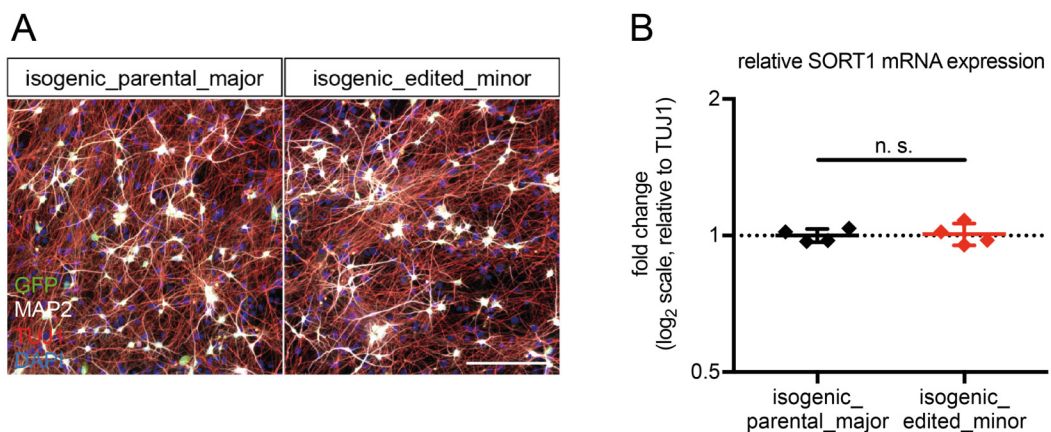 A
isogenic_parental_major
isogenic_edited_minor
GFP
MAP2
TUJ1
DAPI
B
relative SORT1 mRNA expression
fold change
(log₂ scale, relative to TUJ1)
2
1
0.5
n. s.
isogenic_
parental_major
isogenic_
edited_minor